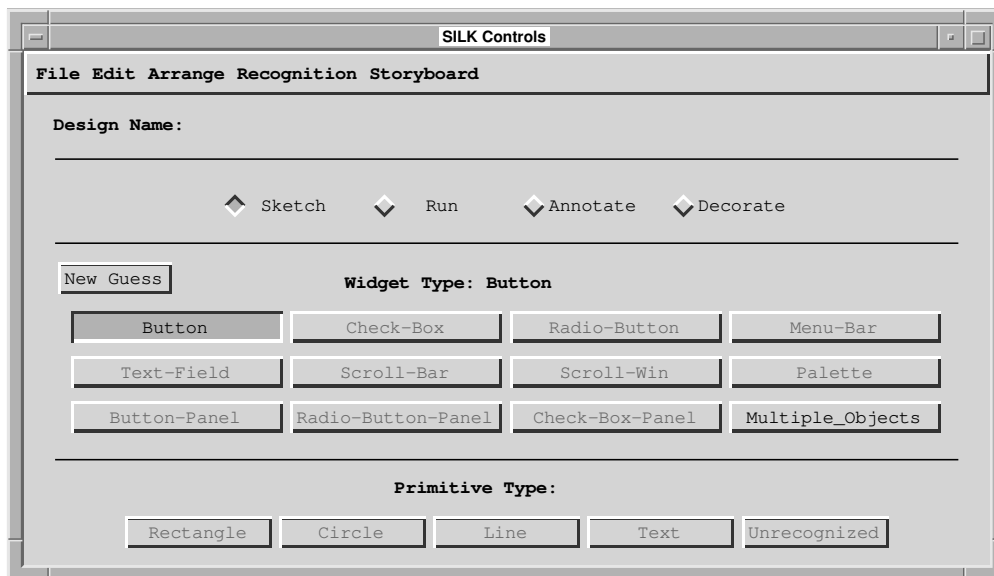 SILK Controls
File Edit Arrange Recognition Storyboard
Design Name:
Sketch Run Annotate Decorate
New Guess
Widget Type: Button
Button Check-Box Radio-Button Menu-Bar
Text-Field Scroll-Bar Scroll-Win Palette
Button-Panel Radio-Button-Panel Check-Box-Panel Multiple_Objects
Primitive Type:
Rectangle Circle Line Text Unrecognized